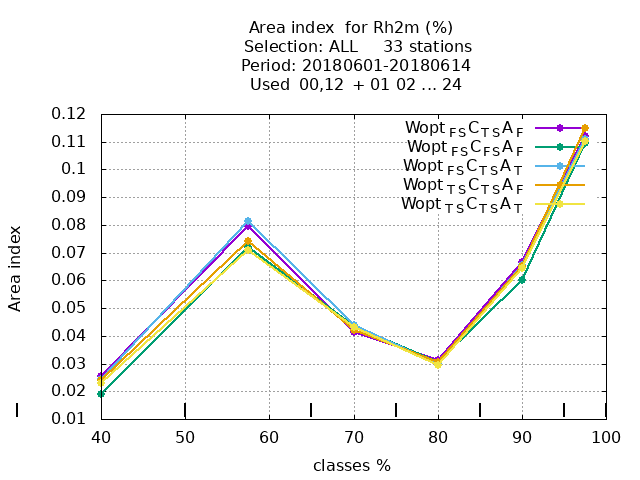 Area index  for Rh2m (%)
Selection: ALL     33 stations
Period: 20180601-20180614
Used  00,12  + 01 02 ... 24
0.12
0.11
0.1
0.09
0.08
0.07
0.06
0.05
0.04
0.03
0.02
0.01
Area index
Wopt FS C TS A F
Wopt FS C FS A F
Wopt FS C TS A T
Wopt TS C TS A F
Wopt TS C TS A T
40 50 60 70 80 90 100
classes %